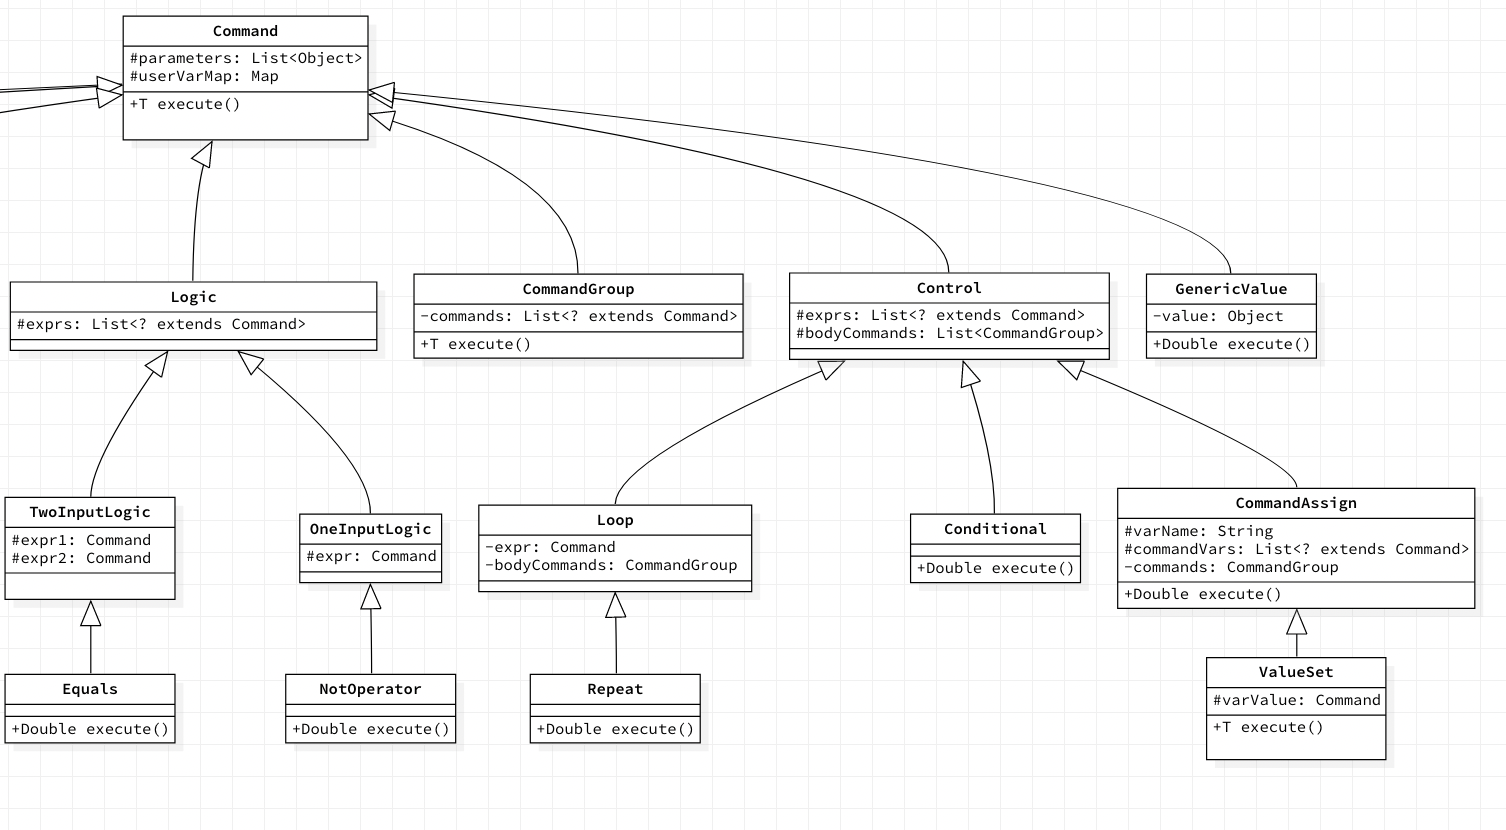 Command
#parameters: List<Object>
#userVarMap: Map
+T execute()
Logic
#exprs: List<? extends Command>
CommandGroup
-commands: List<? extends Command>
+T execute()
Control
#exprs: List<? extends Command>
#bodyCommands: List<CommandGroup>
GenericValue
-value: Object
+Double execute()
TwoInputLogic
#expr1: Command
#expr2: Command
OneInputLogic
#expr: Command
Loop
-expr: Command
-bodyCommands: CommandGroup
Conditional
+Double execute()
CommandAssign
#varName: String
#commandVars: List<? extends Command>
-commands: CommandGroup
+Double execute()
Equals
+Double execute()
NotOperator
+Double execute()
Repeat
+Double execute()
ValueSet
#varValue: Command
+T execute()